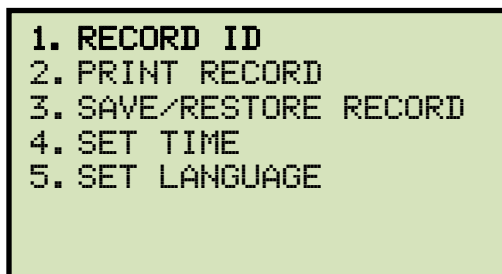 1. RECORD ID
2. PRINT RECORD
3. SAVE/RESTORE RECORD
4. SET TIME
5. SET LANGUAGE